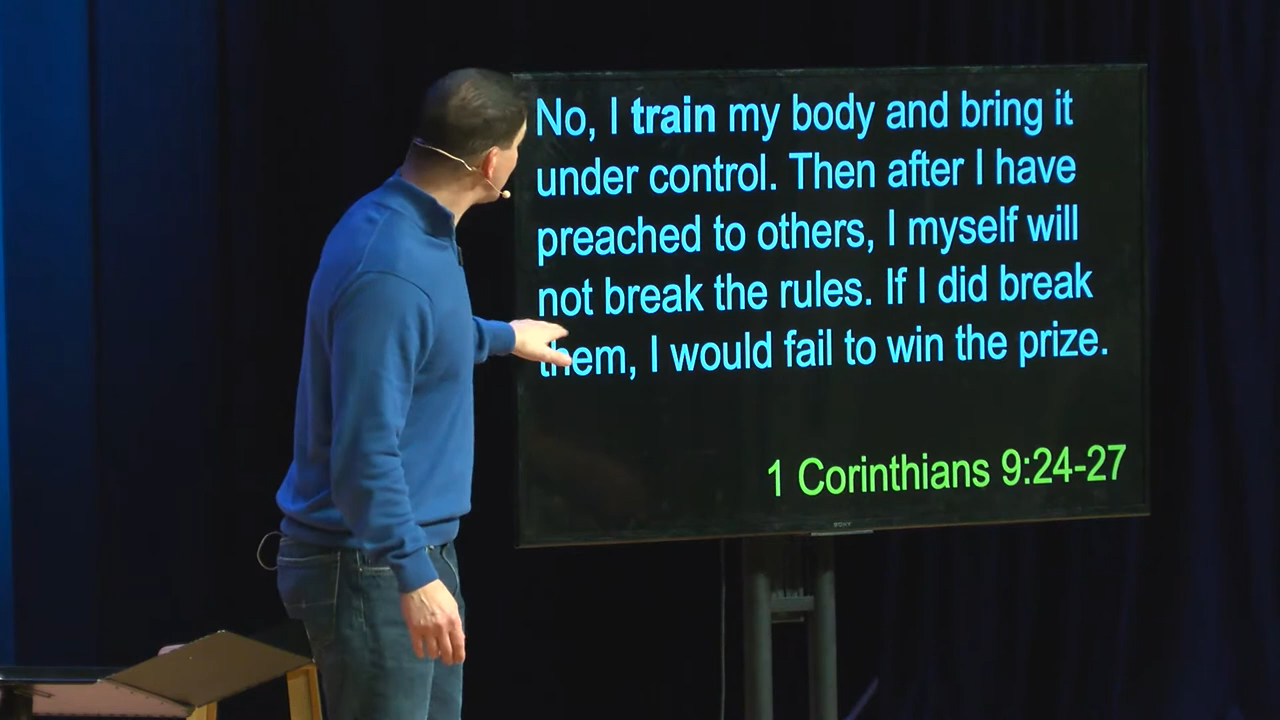 No, I train my body and bring it
under control. Then after I have
preached to others, I myself will
not break the rules. If I did break
them, I would fail to win the prize.
1 Corinthians 9:24-27
SONY